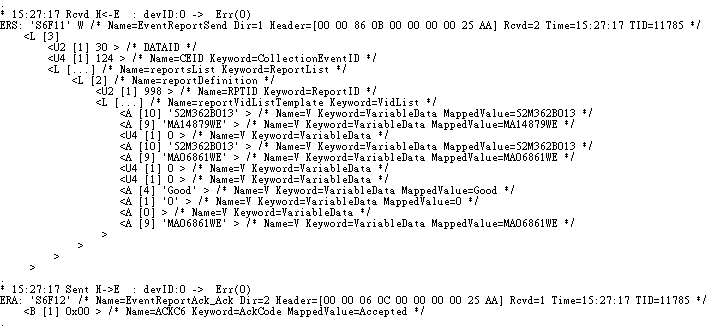 .
* 15:27:17 Rcvd H<-E  : devID:0 ->  Err(0)
ERS: 'S6F11' W /* Name=EventReportSend Dir=1 Header=[00 00 86 0B 00 00 00 00 25 AA] Rcvd=2 Time=15:27:17 TID=11785 */
<L [3]
<U2 [1] 30 > /* DATAID */
<U4 [1] 124 > /* Name=CEID Keyword=CollectionEventID */
<L [...] /* Name=reportsList Keyword=ReportList */
<L [2] /* Name=reportDefinition */
<U2 [1] 998 > /* Name=RPTID Keyword=ReportID */
<L [...] /* Name=reportVidListTemplate Keyword=VidList */
<A [10] '52M362B013' > /* Name=V Keyword=VariableData MappedValue=52M362B013 */
<A [9] 'MA14879WE' > /* Name=V Keyword=VariableData MappedValue=MA14879WE */
<U4 [1] 0 > /* Name=V Keyword=VariableData */
<A [10] '52M362B013' > /* Name=V Keyword=VariableData MappedValue=52M362B013 */
<A [9] 'MA06861WE' > /* Name=V Keyword=VariableData MappedValue=MA06861WE */
<U4 [1] 0 > /* Name=V Keyword=VariableData */
<U4 [1] 0 > /* Name=V Keyword=VariableData */
<A [4] 'Good' > /* Name=V Keyword=VariableData MappedValue=Good */
<A [1] '0' > /* Name=V Keyword=VariableData MappedValue=0 */
<A [0] > /* Name=V Keyword=VariableData */
<A [9] 'MA06861WE' > /* Name=V Keyword=VariableData MappedValue=MA06861WE */
>
>
>
>
.
* 15:27:17 Sent H->E  : devID:0 ->  Err(0)
ERA: 'S6F12' /* Name=EventReportAck_Ack Dir=2 Header=[00 00 06 0C 00 00 00 00 25 AA] Rcvd=1 Time=15:27:17 TID=11785 */
<B [1] 0x00 > /* Name=ACKC6 Keyword=AckCode MappedValue=Accepted */
.